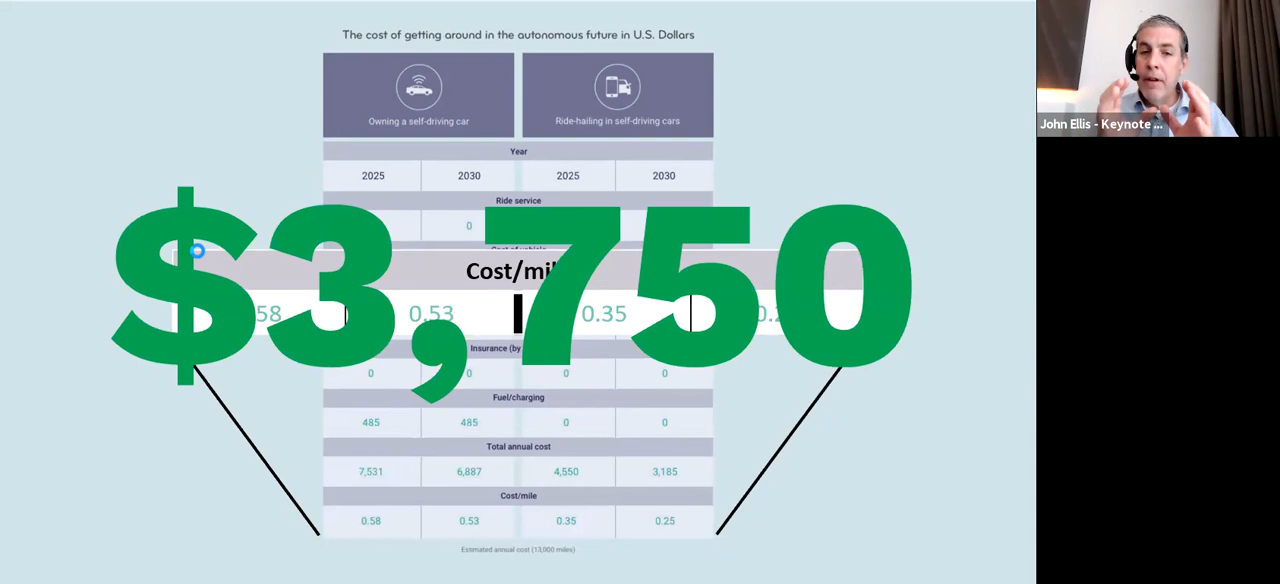 The cost of getting around in the autonomous future in U.S. Dollars
Owning a self-driving car
Ride-hailing in self-driving cars
John Ellis - Keynote ...
Year
2025 2030 2025 2030
Ride service
0
$3,750
Cost/mi
58 0.53 0.35
Insurance (by
0 0 0 0
Fuel/charging
485 485 0 0
Total annual cost
7,531 6,887 4,550 3,185
Cost/mile
0.58 0.53 0.35 0.25
Estimated annual cost (13,000 miles)